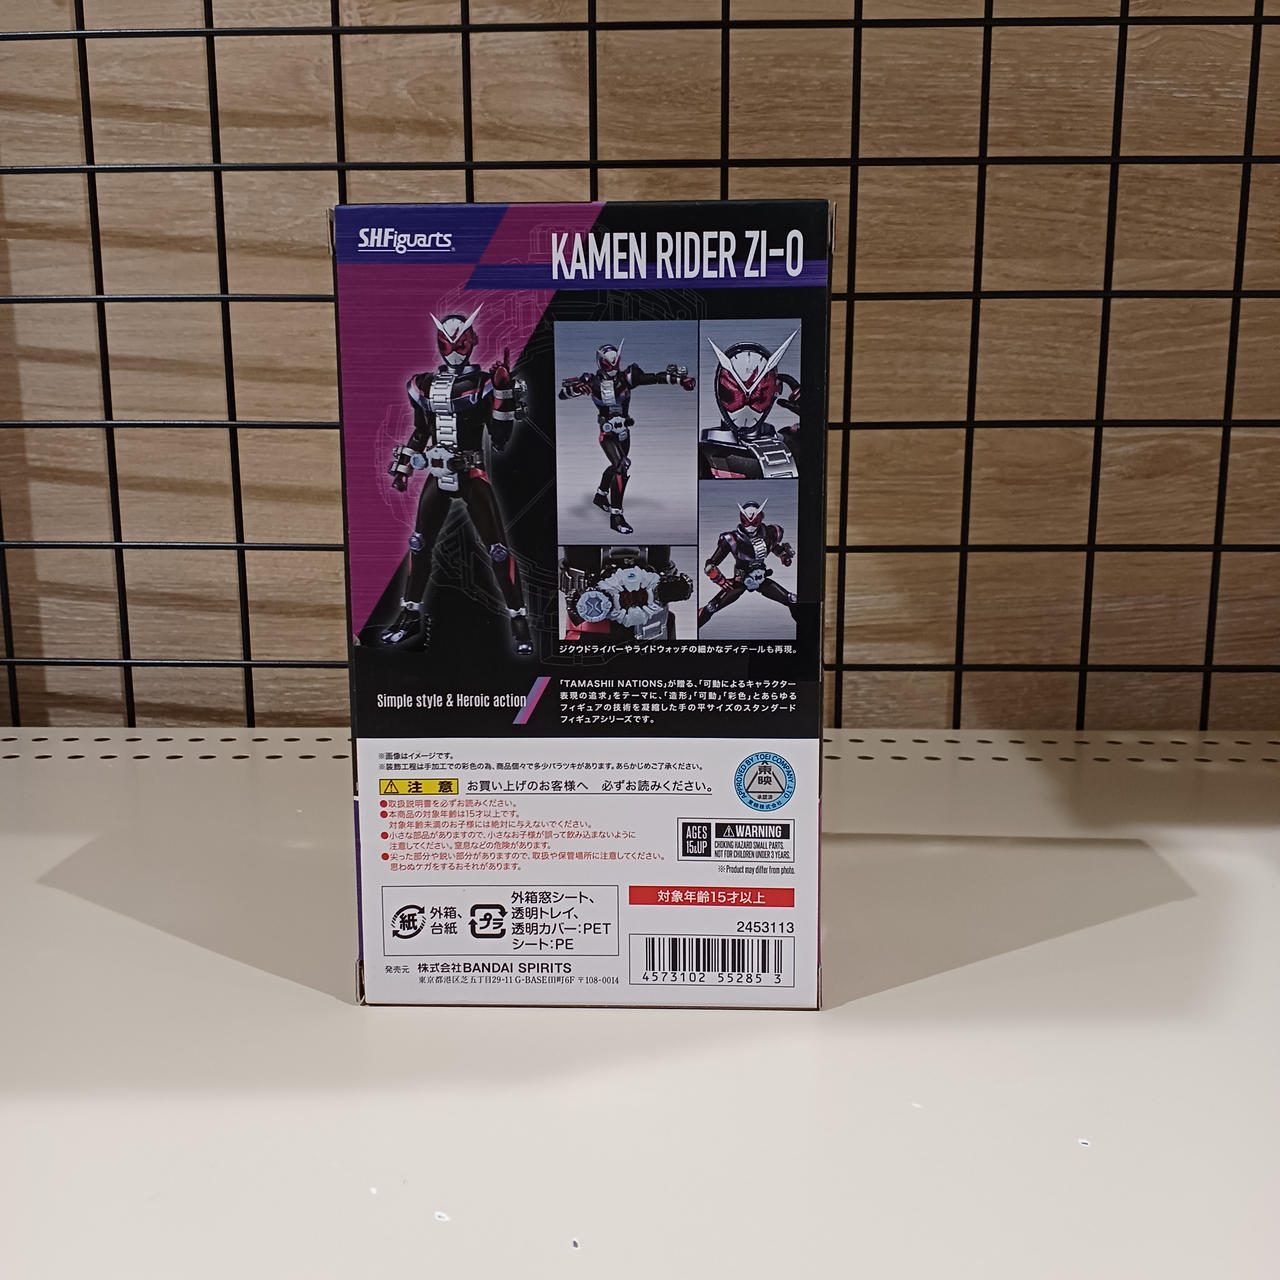 S.H.Figuarts
KAMEN RIDER ZI-O
ジクウドライバーやライドウォッチの細かなディテールも再現。
Simple style & Heroic action
「TAMASHII NATIONS」が贈る、「可動によるキャラクター
表現の追求」をテーマに、「造形」「可動」「彩色」とあらゆる
フィギュアの技術を凝縮した手の平サイズのスタンダード
フィギュアシリーズです。
※画像はイメージです。
※装飾工程は手加工での彩色の為、商品個々で多少バラツキがあります。あらかじめご了承ください。
注意 お買い上げのお客様へ 必ずお読みください。
●取扱説明書を必ずお読みください。
●本商品の対象年齢は15才以上です。
対象年齢未満のお子様には絶対に与えないでください。
●小さな部品がありますので、小さなお子様が誤って飲み込まないように
注意してください。窒息などの危険があります。
●尖った部分や鋭い部分がありますので、取扱や保管場所に注意してください。
思わぬケガをするおそれがあります。
APPROVED BY TOEI COMPANY, LTD.
東映
承認済
東映株式会社
AGES
15&UP
WARNING
CHOKING HAZARD SMALL PARTS.
NOT FOR CHILDREN UNDER 3 YEARS.
※Product may differ from photo.
紙
外箱、
台紙
プラ
外箱窓シート、
透明トレイ、
透明カバー:PET
シート:PE
対象年齢15才以上
2453113
4573102 55285 3
発売元 株式会社BANDAI SPIRITS
東京都港区芝五丁目29-11 G-BASE田町6F 〒108-0014